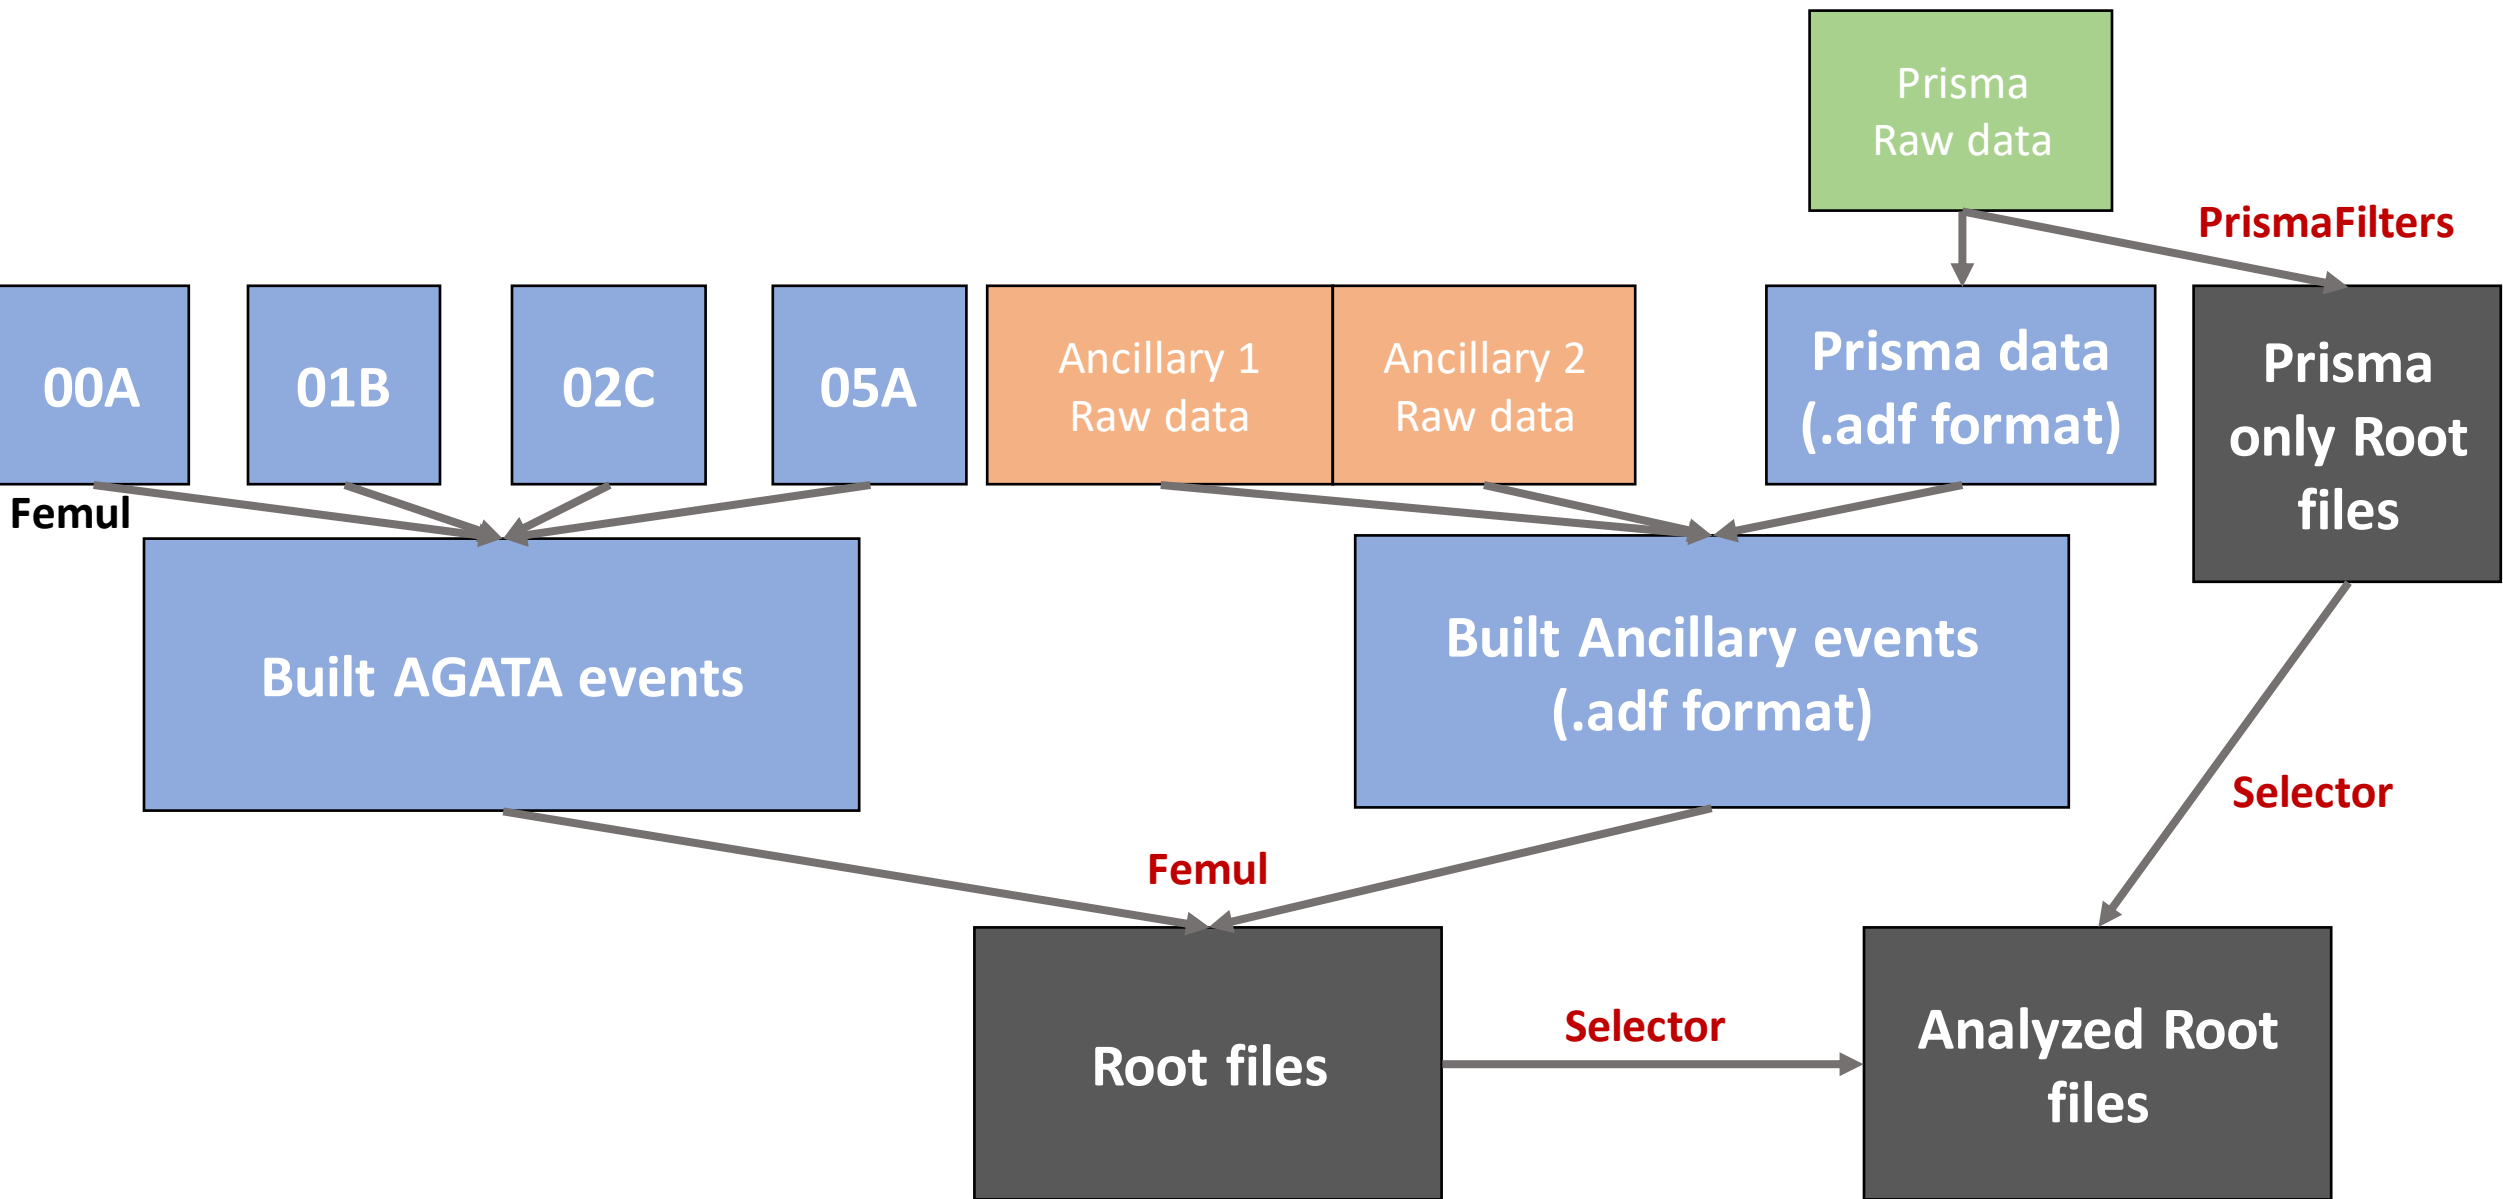 Prisma
Raw data
PrismaFilters
00A
01B
02C
05A
Ancillary 1
Raw data
Ancillary 2
Raw data
Prisma data
(.adf format)
Prisma
only Root
files
Femul
Built AGATA events
Built Ancillary events
(.adf format)
Selector
Femul
Root files
Selector
Analyzed Root
files